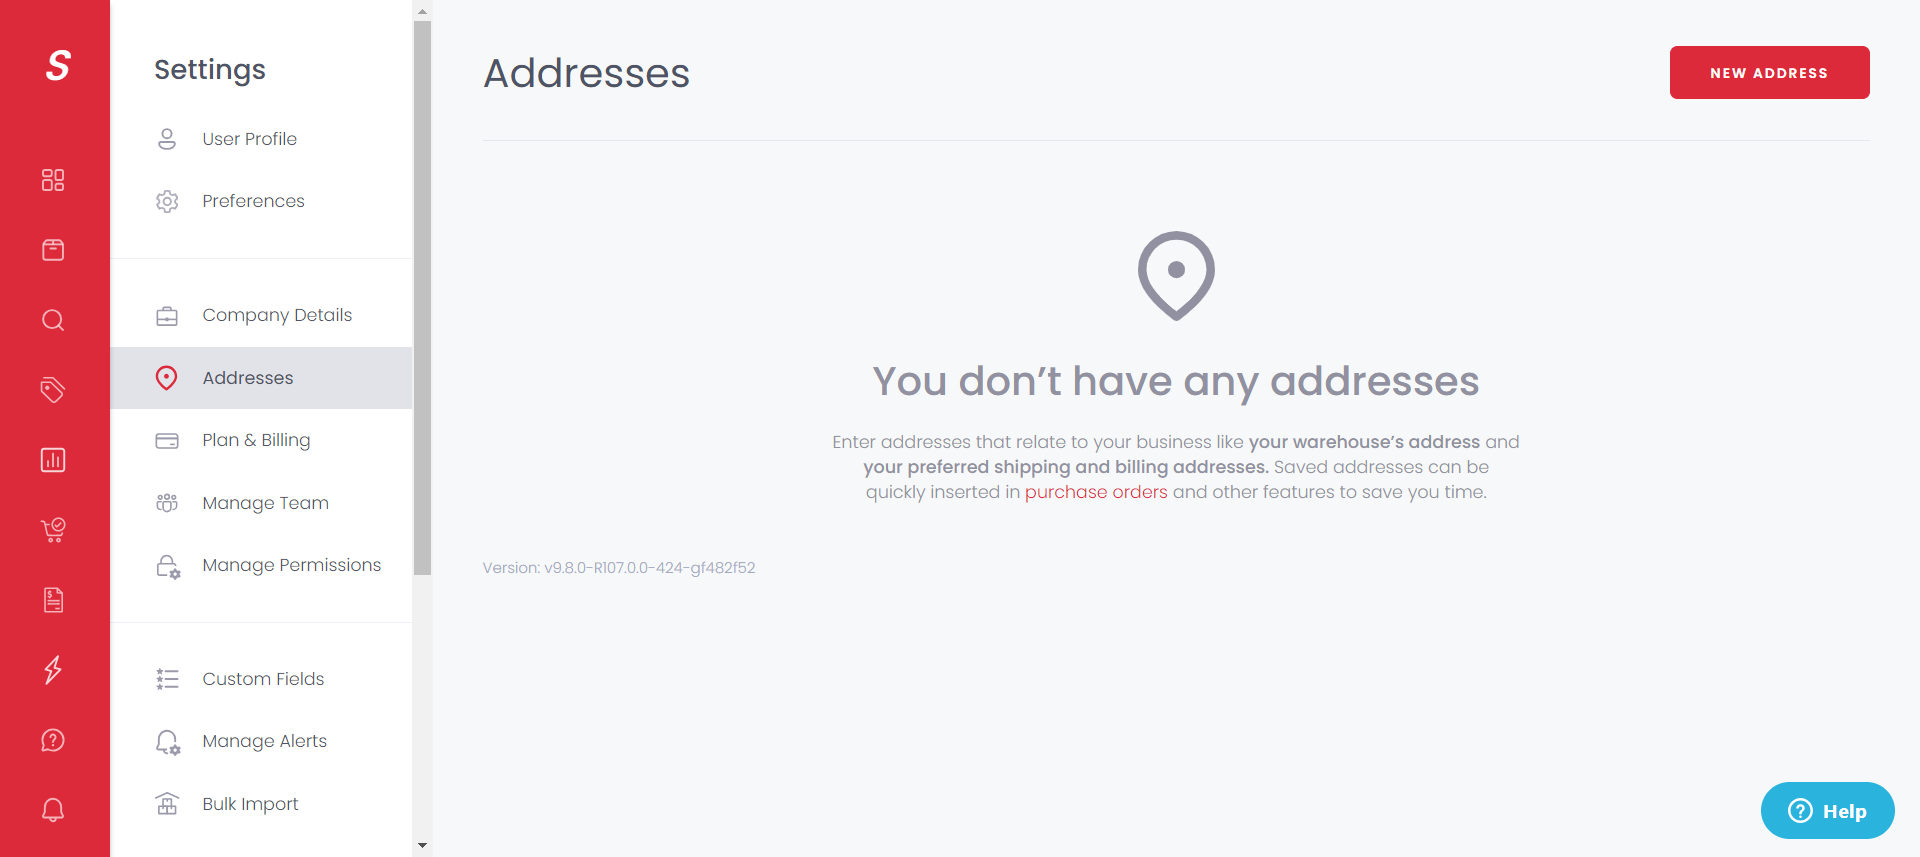 S
Settings
User Profile
Preferences
Company Details
Addresses
Plan & Billing
Manage Team
Manage Permissions
Custom Fields
Manage Alerts
Bulk Import
Addresses
NEW ADDRESS
You don’t have any addresses
Enter addresses that relate to your business like your warehouse’s address and
your preferred shipping and billing addresses. Saved addresses can be
quickly inserted in purchase orders and other features to save you time.
Version: v9.8.0-R107.0.0-424-gf482f52
Help